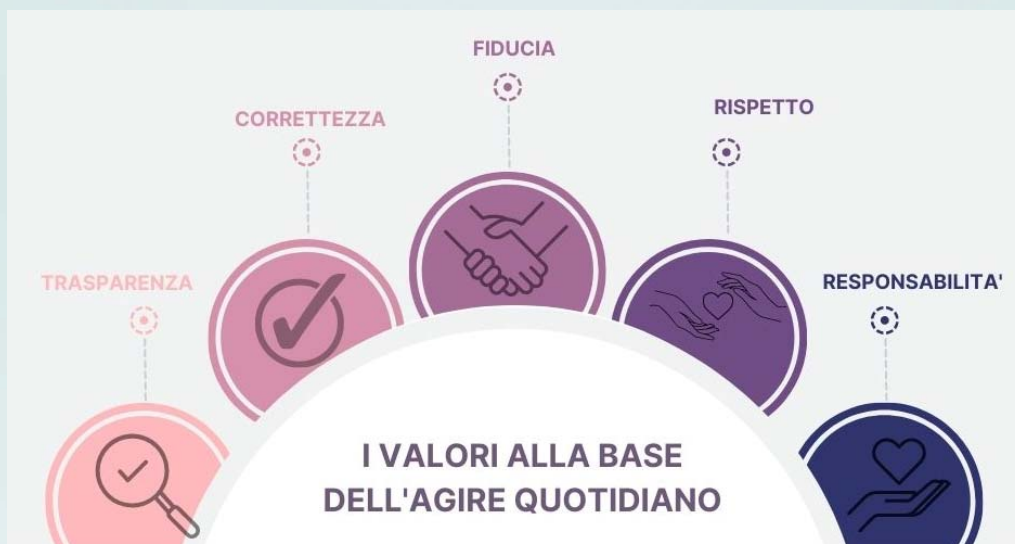 FIDUCIA
CORRETTEZZA
RISPETTO
TRASPARENZA
RESPONSABILITA'
I VALORI ALLA BASE
DELL'AGIRE QUOTIDIANO